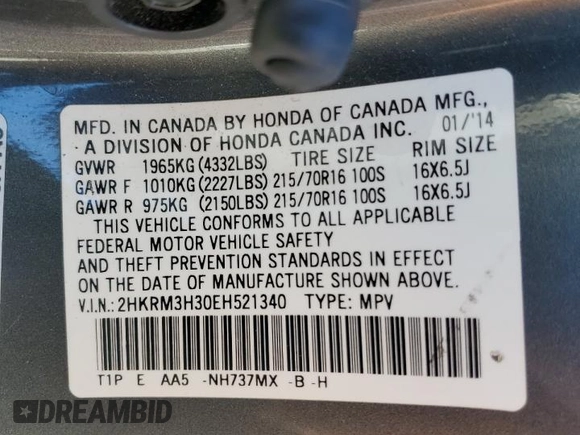 MFD. IN CANADA BY HONDA OF CANADA MFG.,
A DIVISION OF HONDA CANADA INC. 01/'14
GVWR 1965KG (4332LBS) TIRE SIZE RIM SIZE
GAWR F 1010KG (2227LBS) 215/70R16 100S 16X6.5J
GAWR R 975KG (2150LBS) 215/70R16 100S 16X6.5J
THIS VEHICLE CONFORMS TO ALL APPLICABLE
FEDERAL MOTOR VEHICLE SAFETY
AND THEFT PREVENTION STANDARDS IN EFFECT
ON THE DATE OF MANUFACTURE SHOWN ABOVE.
V.I.N.: 2HKRM3H30EH521340 TYPE: MPV
T1P E AA5 -NH737MX -B -H
DREAMBID